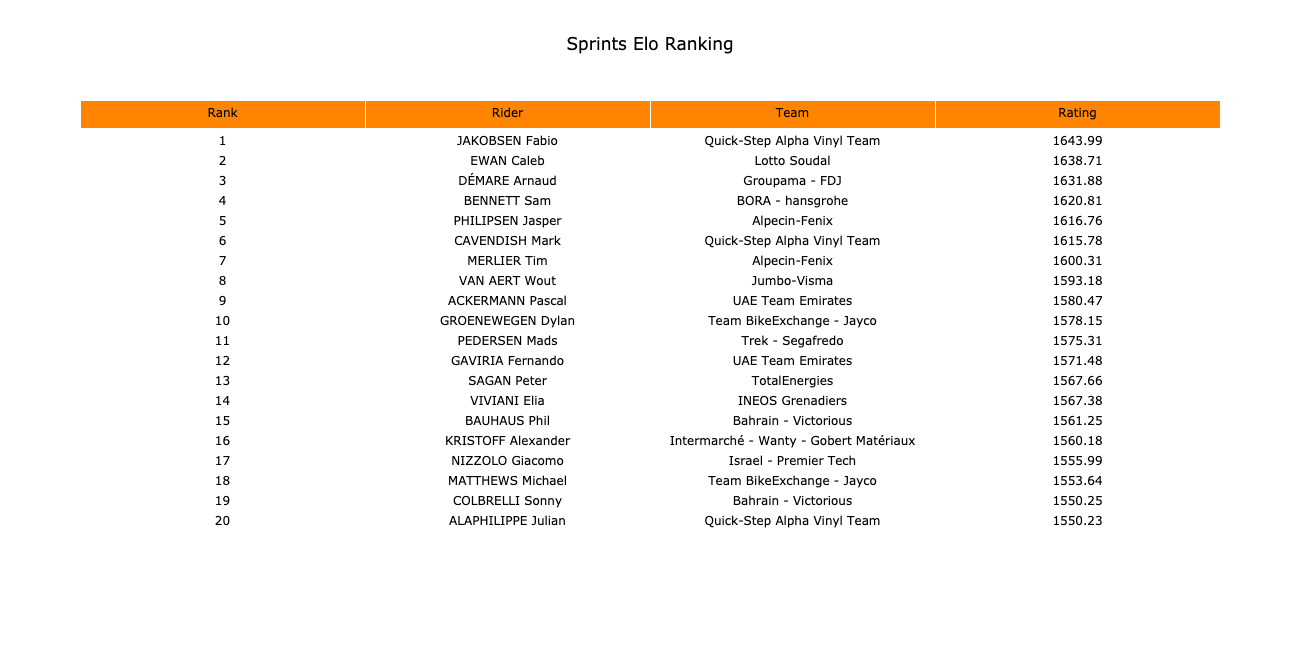 Sprints Elo Ranking
Rank Rider Team Rating
1 JAKOBSEN Fabio Quick-Step Alpha Vinyl Team 1643.99
2 EWAN Caleb Lotto Soudal 1638.71
3 DÉMARE Arnaud Groupama - FDJ 1631.88
4 BENNETT Sam BORA - hansgrohe 1620.81
5 PHILIPSEN Jasper Alpecin-Fenix 1616.76
6 CAVENDISH Mark Quick-Step Alpha Vinyl Team 1615.78
7 MERLIER Tim Alpecin-Fenix 1600.31
8 VAN AERT Wout Jumbo-Visma 1593.18
9 ACKERMANN Pascal UAE Team Emirates 1580.47
10 GROENEWEGEN Dylan Team BikeExchange - Jayco 1578.15
11 PEDERSEN Mads Trek - Segafredo 1575.31
12 GAVIRIA Fernando UAE Team Emirates 1571.48
13 SAGAN Peter TotalEnergies 1567.66
14 VIVIANI Elia INEOS Grenadiers 1567.38
15 BAUHAUS Phil Bahrain - Victorious 1561.25
16 KRISTOFF Alexander Intermarché - Wanty - Gobert Matériaux 1560.18
17 NIZZOLO Giacomo Israel - Premier Tech 1555.99
18 MATTHEWS Michael Team BikeExchange - Jayco 1553.64
19 COLBRELLI Sonny Bahrain - Victorious 1550.25
20 ALAPHILIPPE Julian Quick-Step Alpha Vinyl Team 1550.23